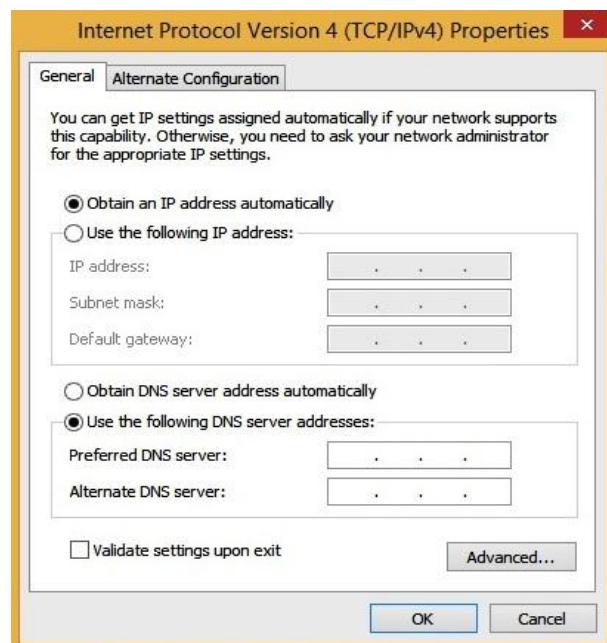 Internet Protocol Version 4 (TCP/IPv4) Properties
General
Alternate Configuration
You can get IP settings assigned automatically if your network supports
this capability. Otherwise, you need to ask your network administrator
for the appropriate IP settings.
Obtain an IP address automatically
Use the following IP address:
IP address:
Subnet mask:
Default gateway:
Obtain DNS server address automatically
Use the following DNS server addresses:
Preferred DNS server:
Alternate DNS server:
Validate settings upon exit
Advanced...
OK
Cancel